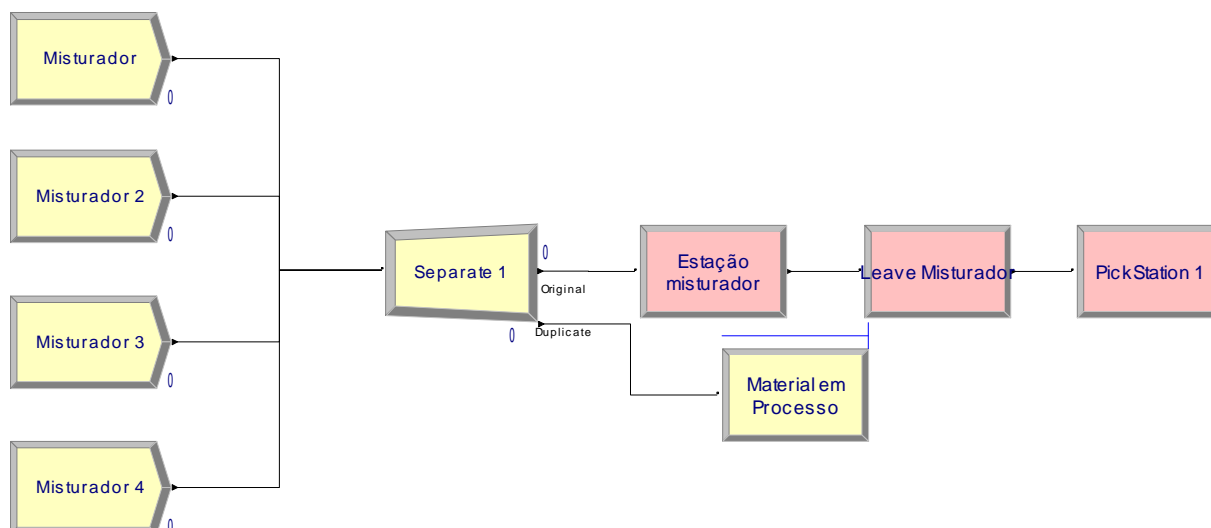 Misturador
0
Misturador 2
0
Misturador 3
0
Misturador 4
0
Separate 1
0
Original
0
Duplicate
Estação
misturador
Leave Misturador
PickStation 1
Material em
Processo